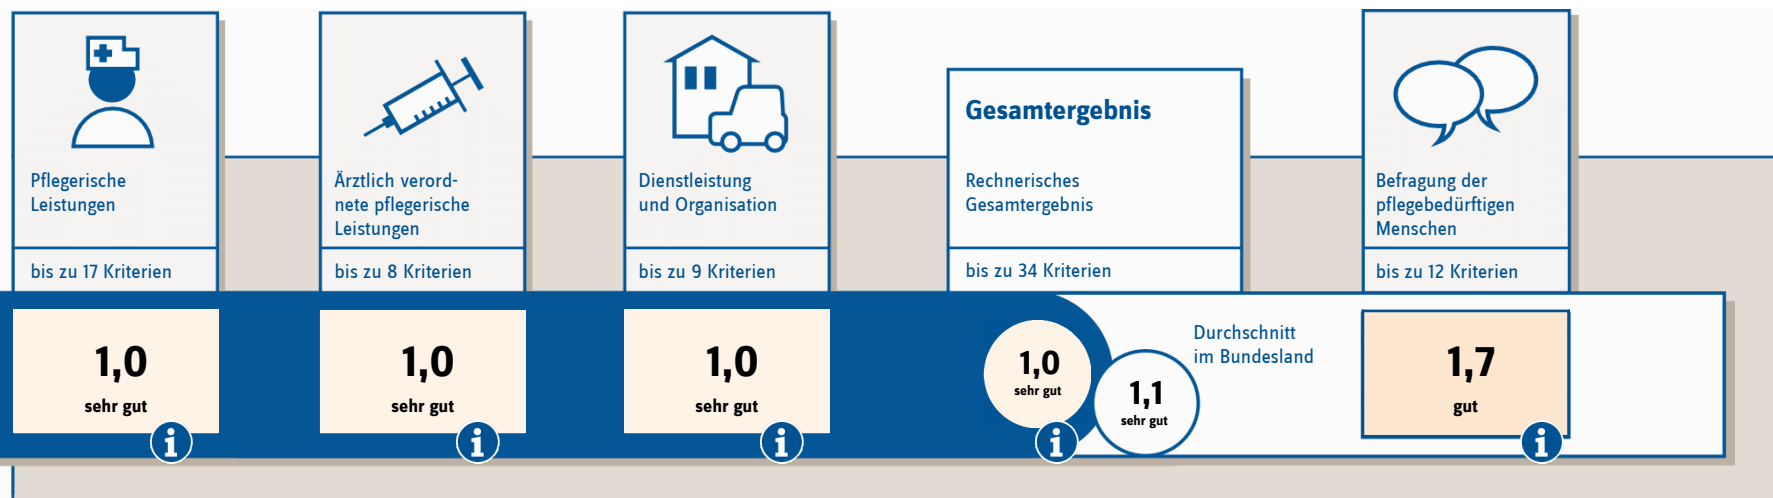 Pflegerische
Leistungen
bis zu 17 Kriterien
1,0
sehr gut
i
Ärztlich verord-
nete pflegerische
Leistungen
bis zu 8 Kriterien
1,0
sehr gut
i
Dienstleistung
und Organisation
bis zu 9 Kriterien
1,0
sehr gut
i
Gesamtergebnis
Rechnerisches
Gesamtergebnis
bis zu 34 Kriterien
1,0
sehr gut
i
1,1
sehr gut
Durchschnitt
im Bundesland
Befragung der
pflegebedürftigen
Menschen
bis zu 12 Kriterien
1,7
gut
i